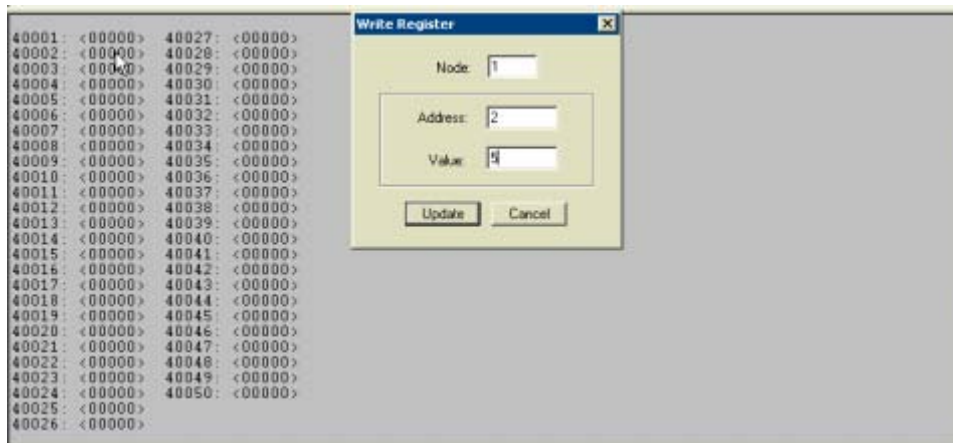 40001: <00000> 40027: <00000>
40002: <00000> 40028: <00000>
40003: <00000> 40029: <00000>
40004: <00000> 40030: <00000>
40005: <00000> 40031: <00000>
40006: <00000> 40032: <00000>
40007: <00000> 40033: <00000>
40008: <00000> 40034: <00000>
40009: <00000> 40035: <00000>
40010: <00000> 40036: <00000>
40011: <00000> 40037: <00000>
40012: <00000> 40038: <00000>
40013: <00000> 40039: <00000>
40014: <00000> 40040: <00000>
40015: <00000> 40041: <00000>
40016: <00000> 40042: <00000>
40017: <00000> 40043: <00000>
40018: <00000> 40044: <00000>
40019: <00000> 40045: <00000>
40020: <00000> 40046: <00000>
40021: <00000> 40047: <00000>
40022: <00000> 40048: <00000>
40023: <00000> 40049: <00000>
40024: <00000> 40050: <00000>
40025: <00000>
40026: <00000>
Write Register
Node: 1
Address: 2
Value: 5
Update Cancel